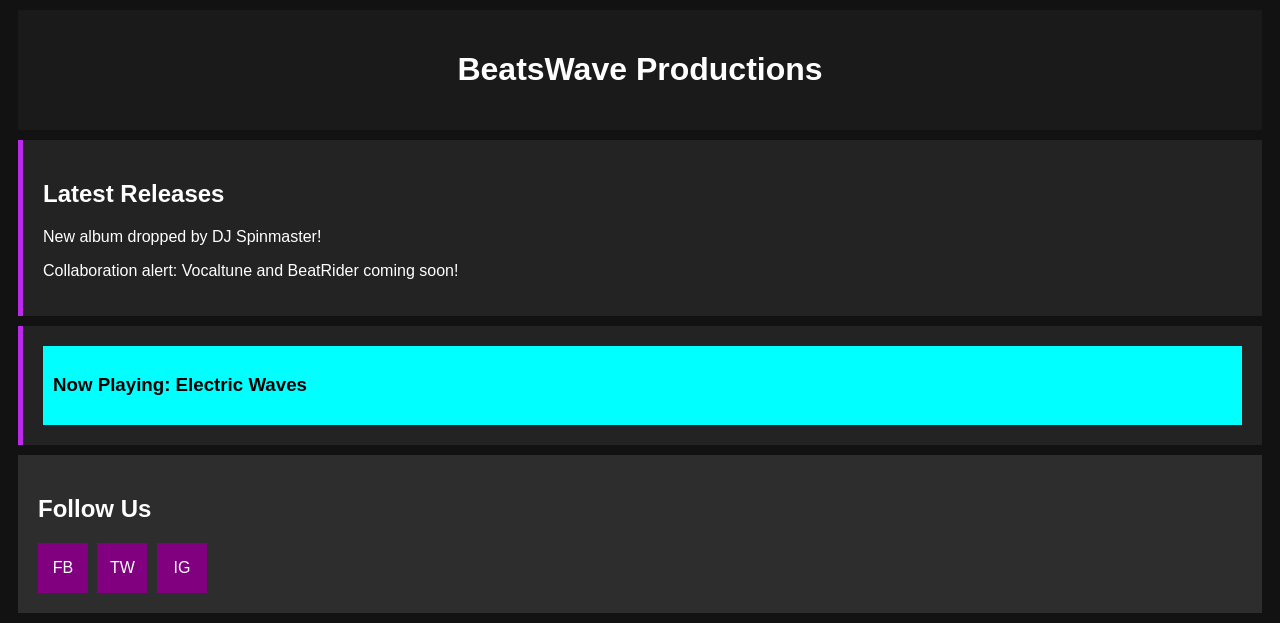 BeatsWave Productions
Latest Releases
New album dropped by DJ Spinmaster!
Collaboration alert: Vocaltune and BeatRider coming soon!
Now Playing: Electric Waves
Follow Us
FB TW IG